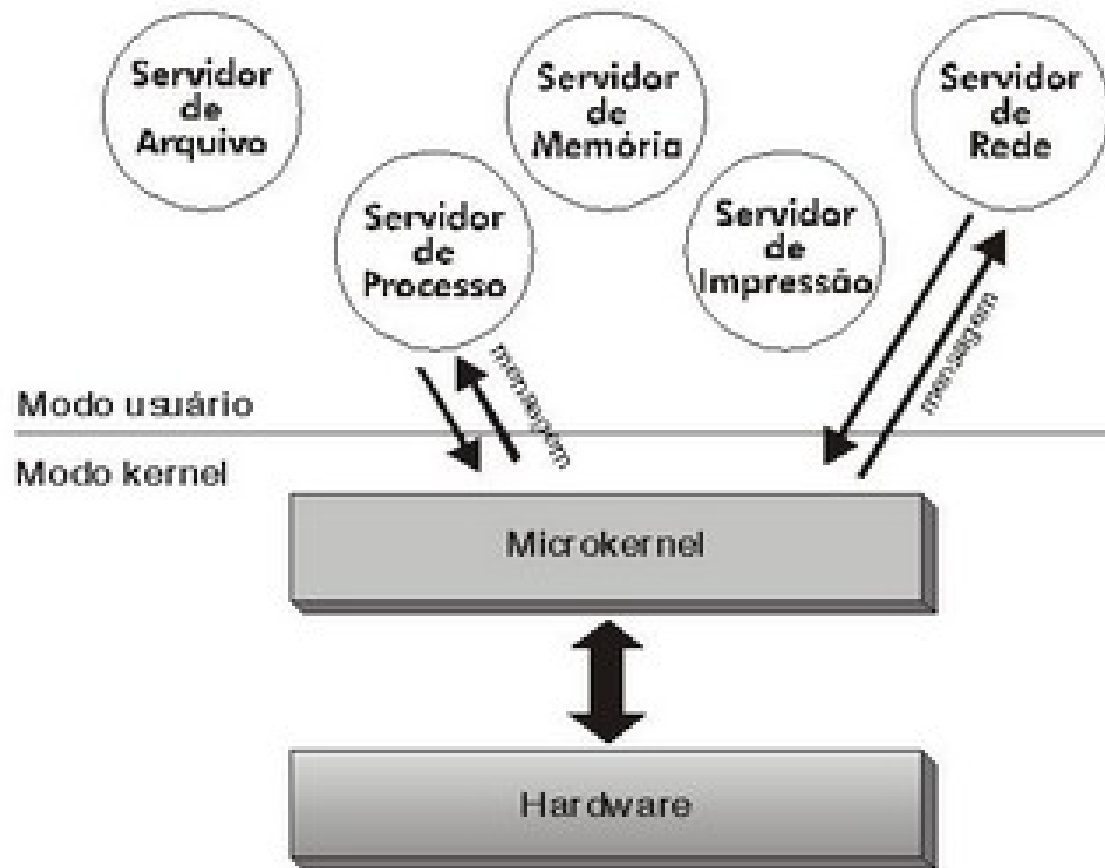 Servidor
de
Arquivo
Servidor
de
Memória
Servidor
de
Rede
Servidor
de
Processo
Servidor
de
Impressão
mensagem
mensagem
Modo usuário
Modo kernel
Microkernel
Hardware